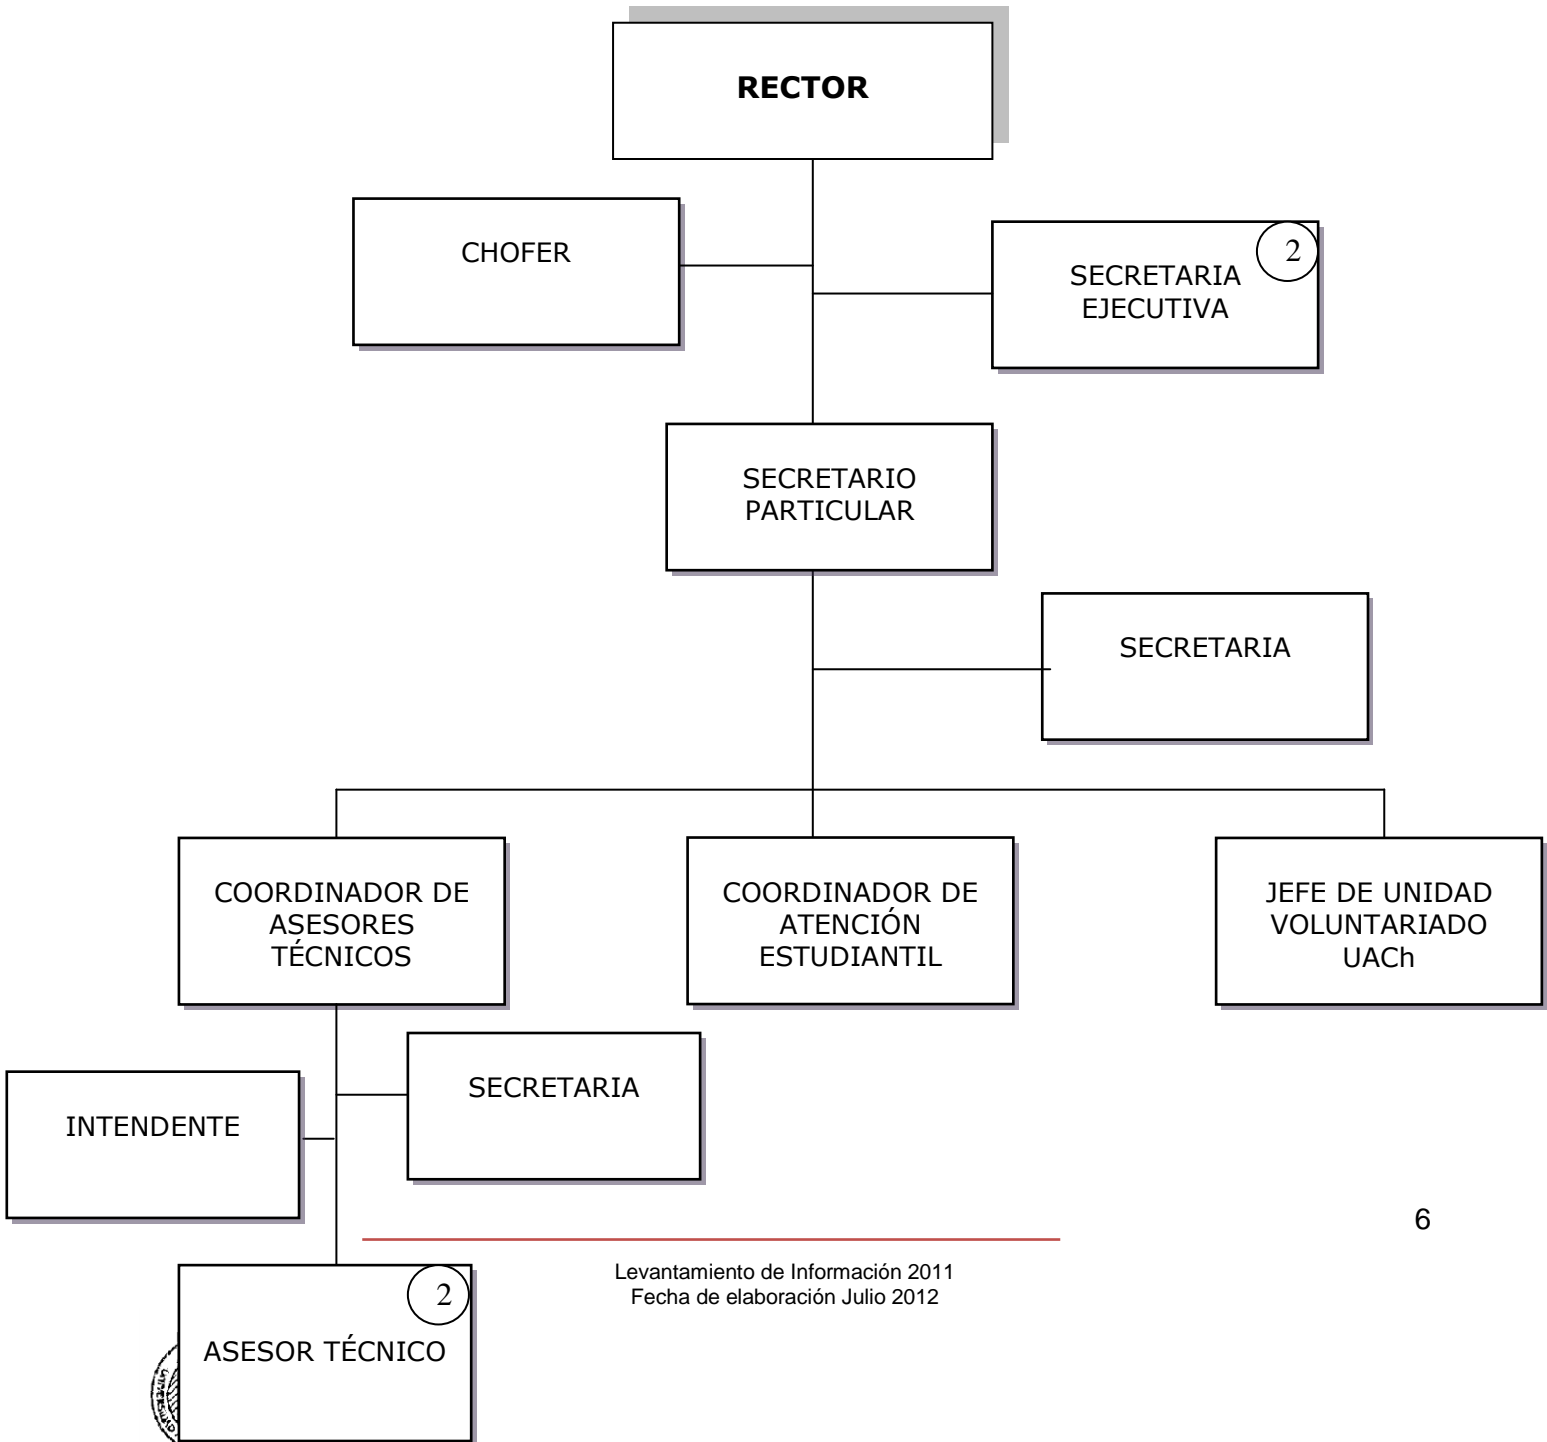 RECTOR
CHOFER
2
SECRETARIA
EJECUTIVA
SECRETARIO
PARTICULAR
SECRETARIA
COORDINADOR DE
ASESORES
TÉCNICOS
COORDINADOR DE
ATENCIÓN
ESTUDIANTIL
JEFE DE UNIDAD
VOLUNTARIADO
UACh
SECRETARIA
INTENDENTE
6
Levantamiento de Información 2011
Fecha de elaboración Julio 2012
2
ASESOR TÉCNICO